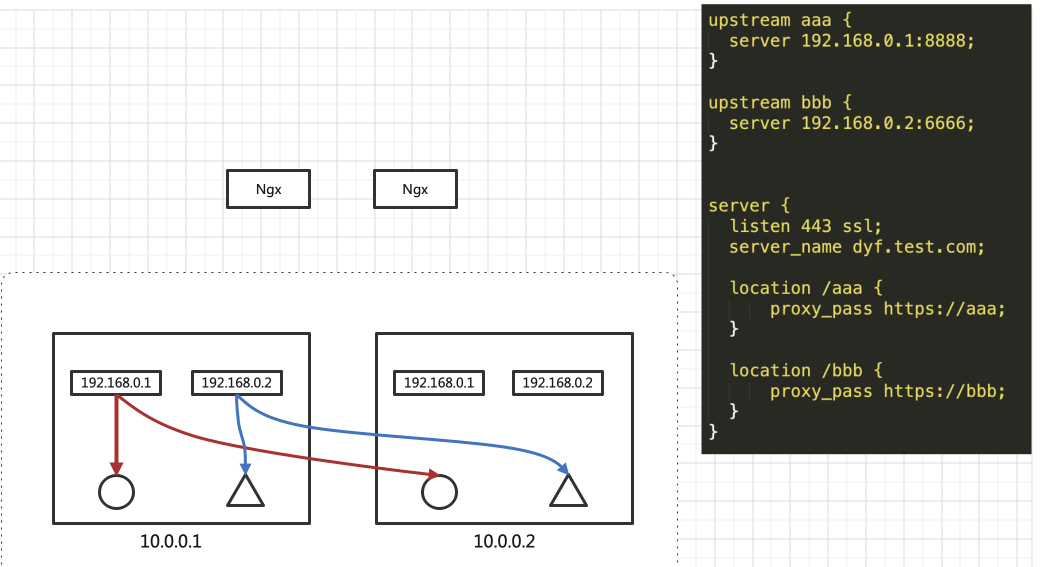 upstream aaa {
server 192.168.0.1:8888;
}
upstream bbb {
server 192.168.0.2:6666;
}
server {
listen 443 ssl;
server_name dyf.test.com;
location /aaa {
proxy_pass https://aaa;
}
location /bbb {
proxy_pass https://bbb;
}
}
Ngx
Ngx
192.168.0.1
192.168.0.2
192.168.0.1
192.168.0.2
10.0.0.1
10.0.0.2